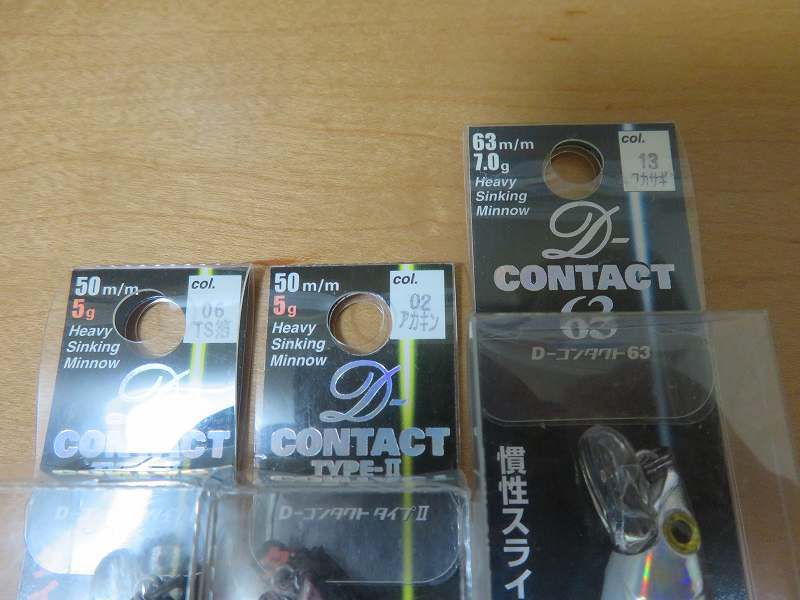 50m/m
5g
Heavy
Sinking
Minnow
col.
06
D-
CONTACT
50m/m
5g
Heavy
Sinking
Minnow
col.
02
アカキン
D-
CONTACT
TYPE-II
D-コンタクト タイプII
63m/m
7.0g
Heavy
Sinking
Minnow
col.
13
ワカサギ
D-
CONTACT
63
D-コンタクト63
慣性スライ